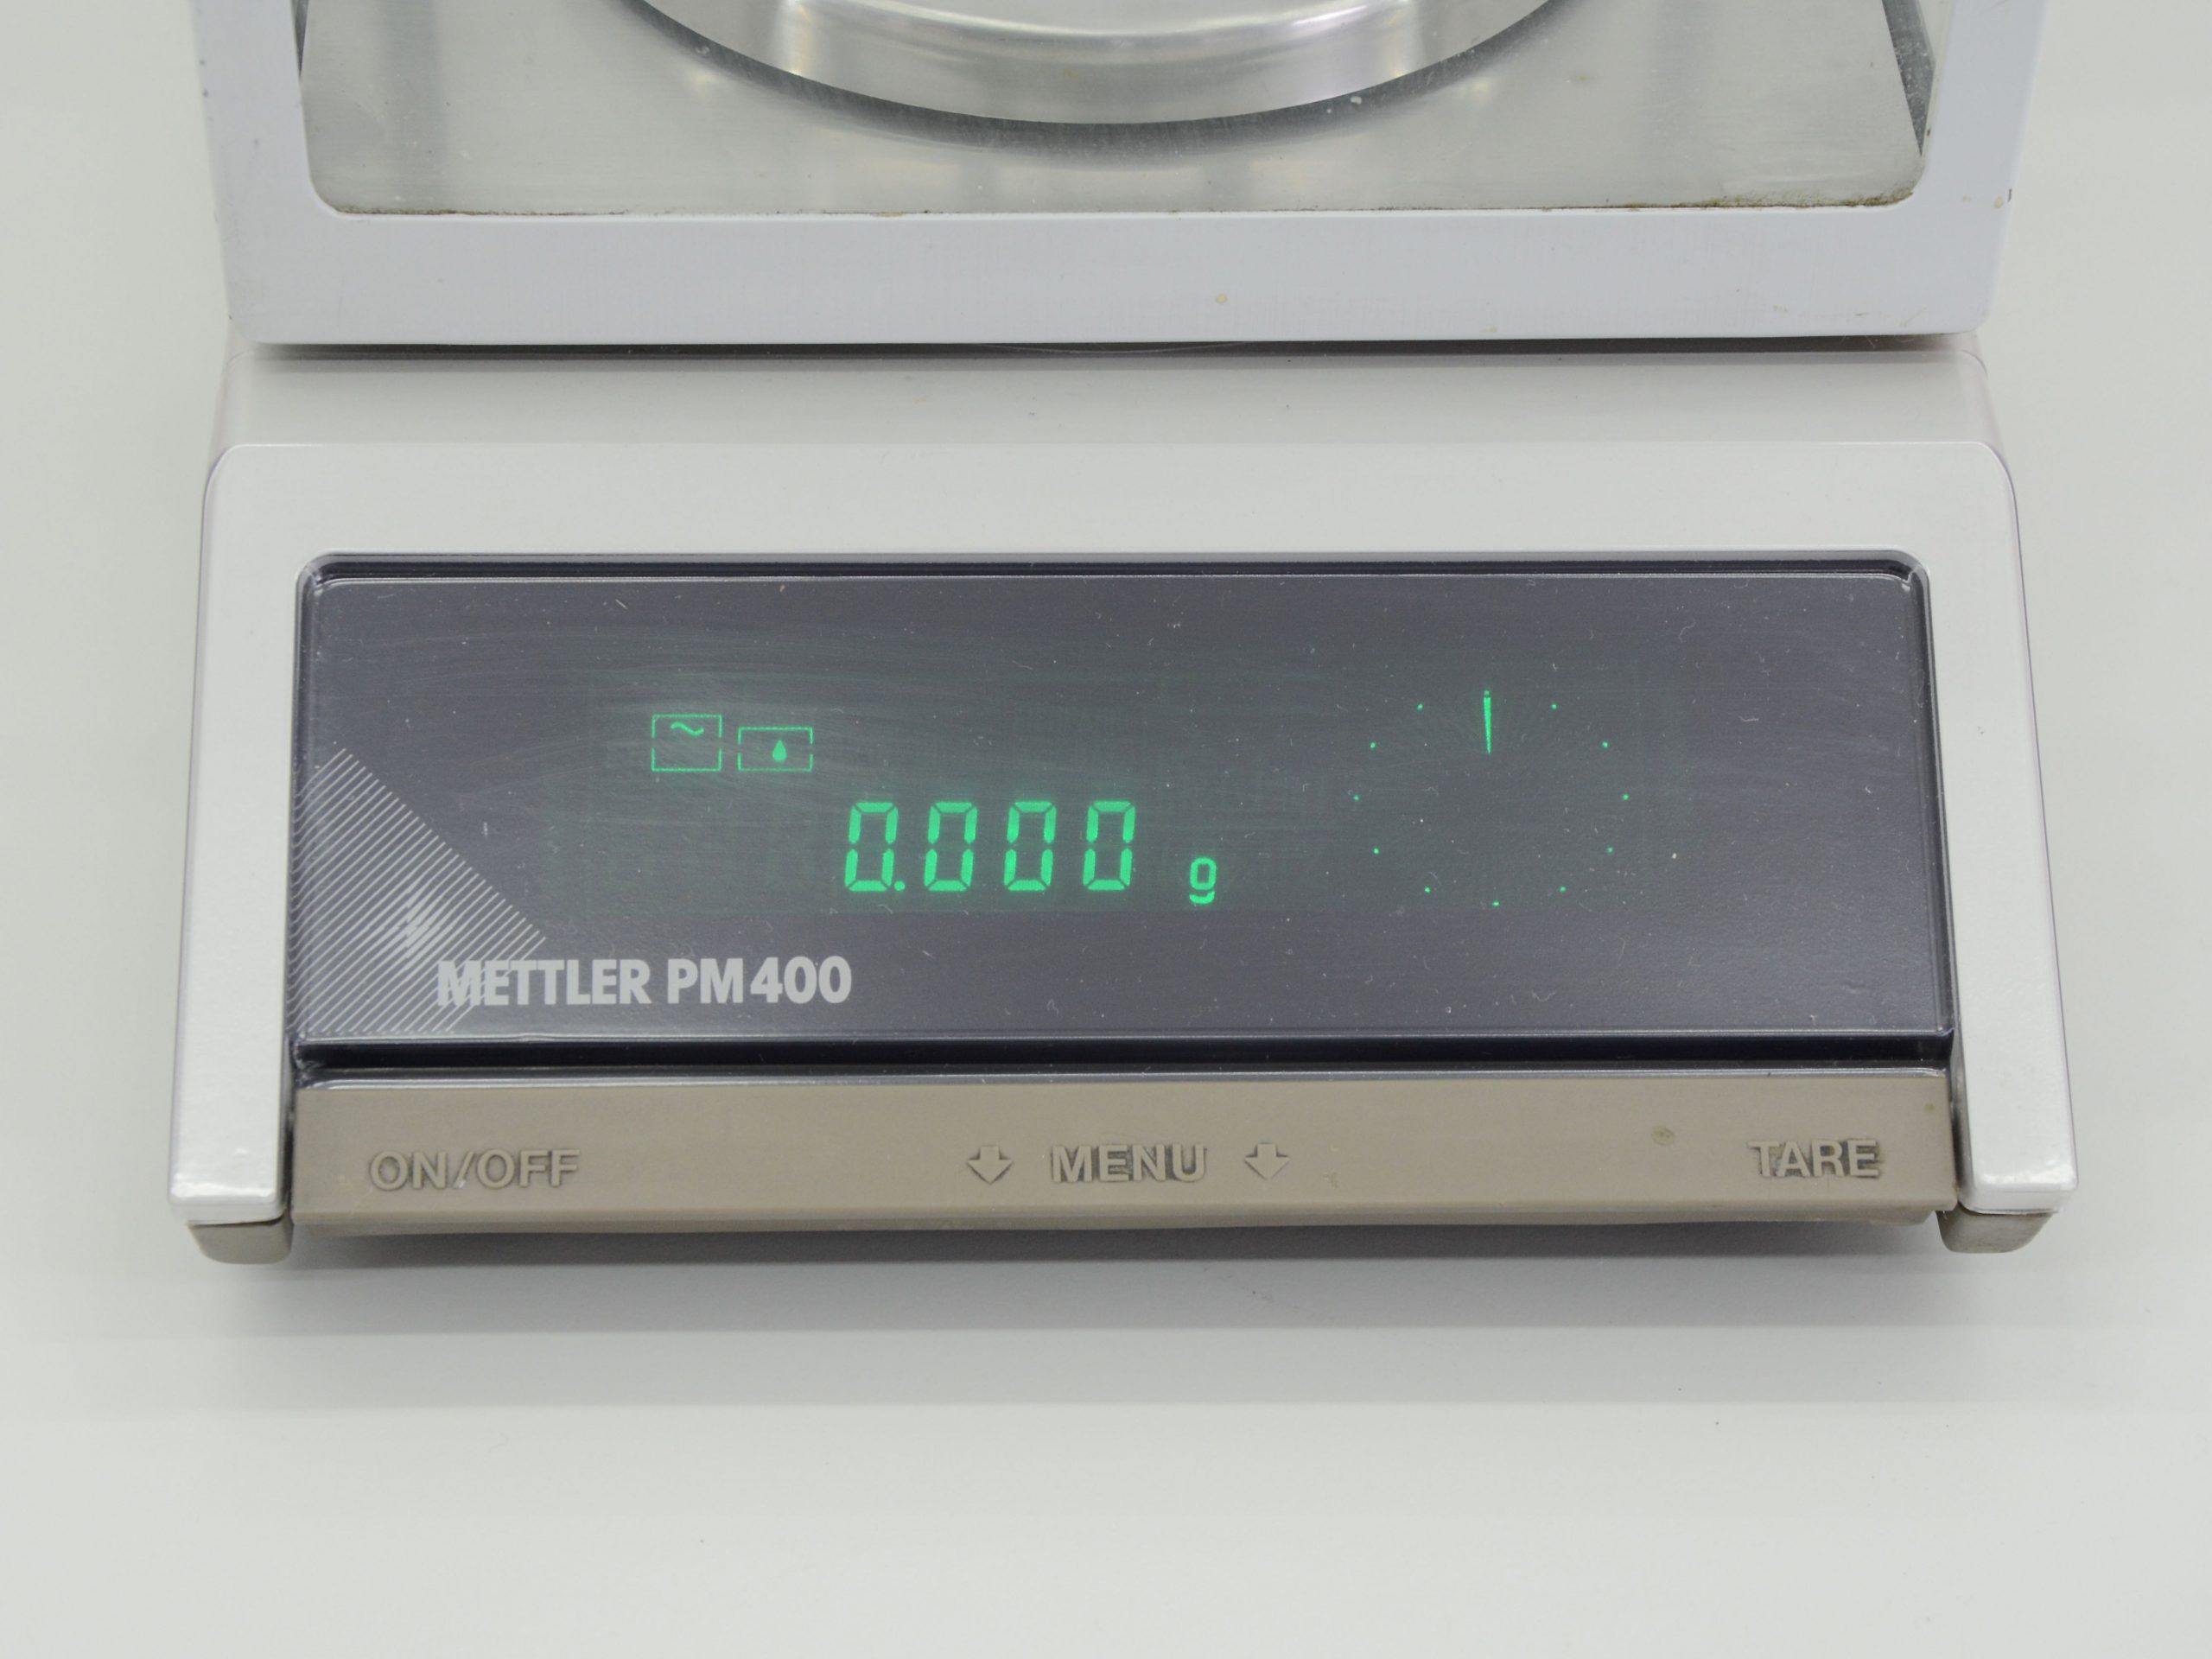 0.000 g
METTLER PM400
ON/OFF MENU TARE